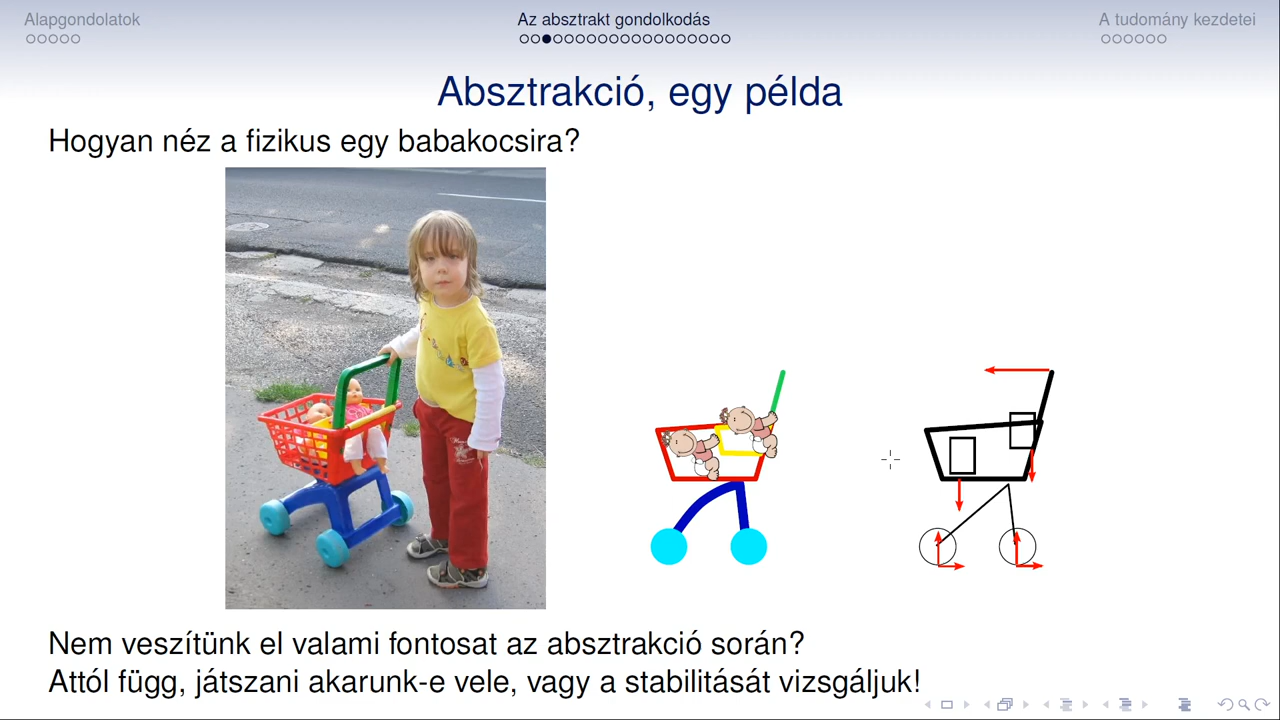 Alapgondolatok
Az absztrakt gondolkodás
A tudomány kezdetei
Absztrakció, egy példa
Hogyan néz a fizikus egy babakocsira?
Nem veszítünk el valami fontosat az absztrakció során?
Attól függ, játszani akarunk-e vele, vagy a stabilitását vizsgáljuk!